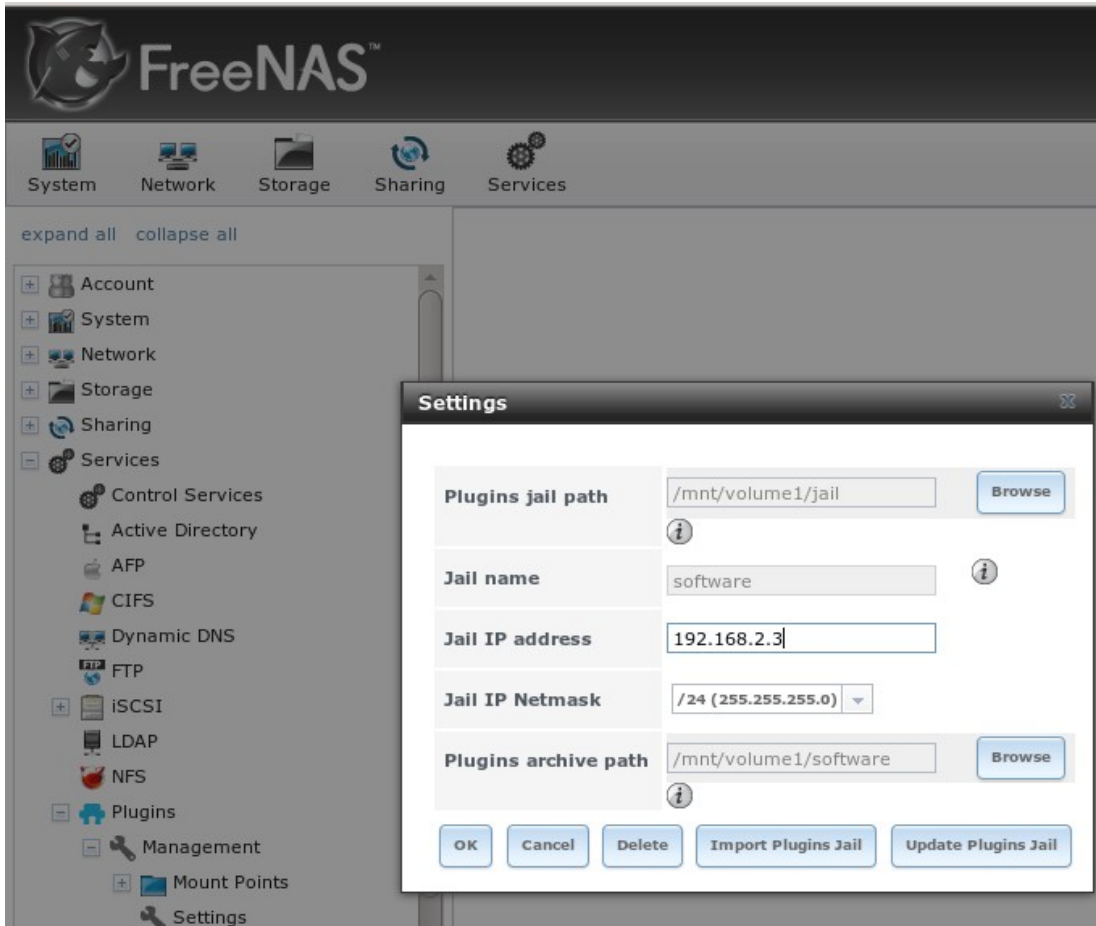 FreeNAS™
System Network Storage Sharing Services
expand all collapse all
Account
System
Network
Storage
Sharing
Services
Control Services
Active Directory
AFP
CIFS
Dynamic DNS
FTP
FTP
iSCSI
LDAP
NFS
Plugins
Management
Mount Points
Settings
Settings
Plugins jail path /mnt/volume1/jail Browse
i
Jail name software i
Jail IP address 192.168.2.3
Jail IP Netmask /24 (255.255.255.0)
Plugins archive path /mnt/volume1/software Browse
i
OK Cancel Delete Import Plugins Jail Update Plugins Jail